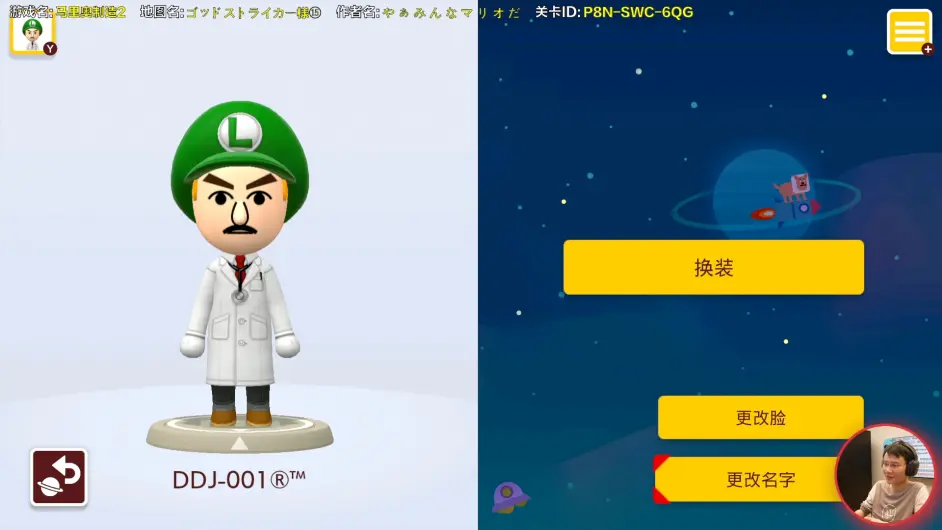 游戏名:马里奥制造2 地图名:ゴッドストライカー様⑮ 作者名:やぁみんなマリオだ 关卡ID:P8N-SWC-6QG
Y
+
L
换装
更改脸
更改名字
DDJ-001®™